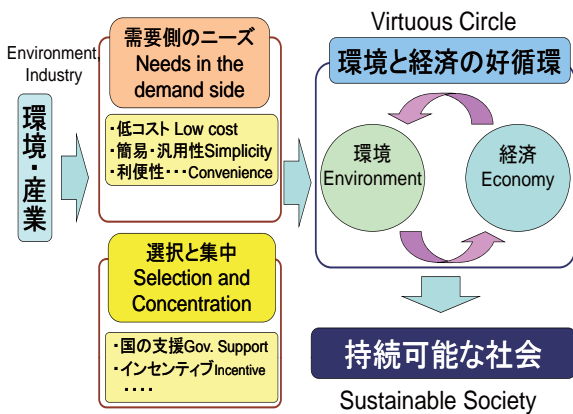 Environment,
Industry
環境・産業
需要側のニーズ
Needs in the
demand side
・低コスト Low cost
・簡易・汎用性Simplicity
・利便性・・・Convenience
選択と集中
Selection and
Concentration
・国の支援Gov. Support
・インセンティブIncentive
・・・・
Virtuous Circle
環境と経済の好循環
環境
Environment
経済
Economy
持続可能な社会
Sustainable Society